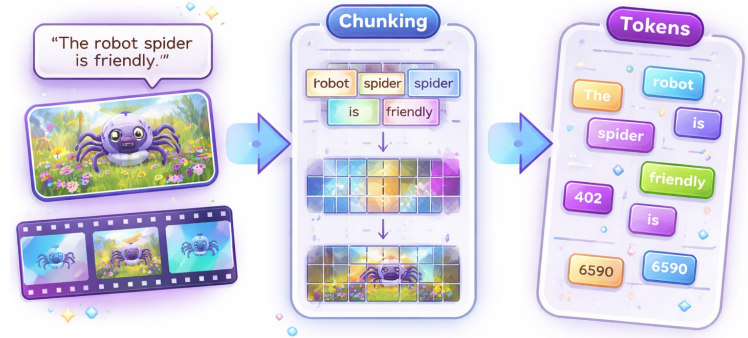 “The robot spider
is friendly.’”
Chunking
robot spider spider
is friendly
Tokens
The robot
spider is
friendly
402 is
6590 6590